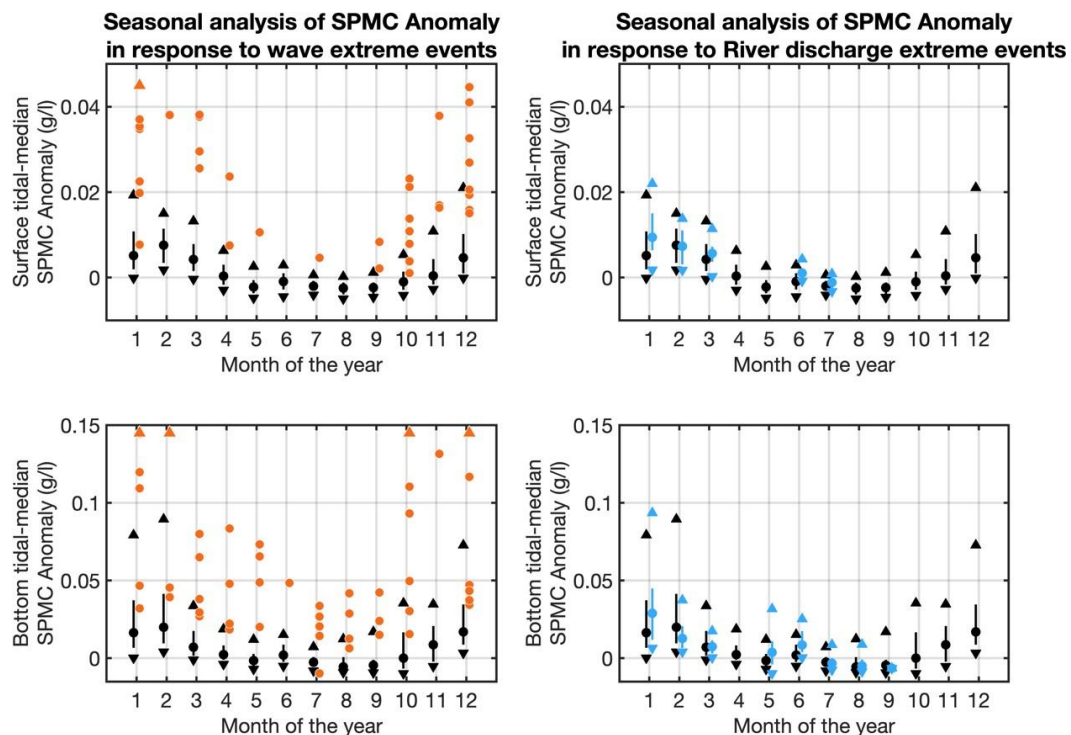 Seasonal analysis of SPMC Anomaly
in response to wave extreme events
Surface tidal-median
SPMC Anomaly (g/l)
0.04
0.02
0
1 2 3 4 5 6 7 8 9 10 11 12
Month of the year
Seasonal analysis of SPMC Anomaly
in response to River discharge extreme events
Surface tidal-median
SPMC Anomaly (g/l)
0.04
0.02
0
1 2 3 4 5 6 7 8 9 10 11 12
Month of the year
Bottom tidal-median
SPMC Anomaly (g/l)
0.15
0.1
0.05
0
1 2 3 4 5 6 7 8 9 10 11 12
Month of the year
Bottom tidal-median
SPMC Anomaly (g/l)
0.15
0.1
0.05
0
1 2 3 4 5 6 7 8 9 10 11 12
Month of the year